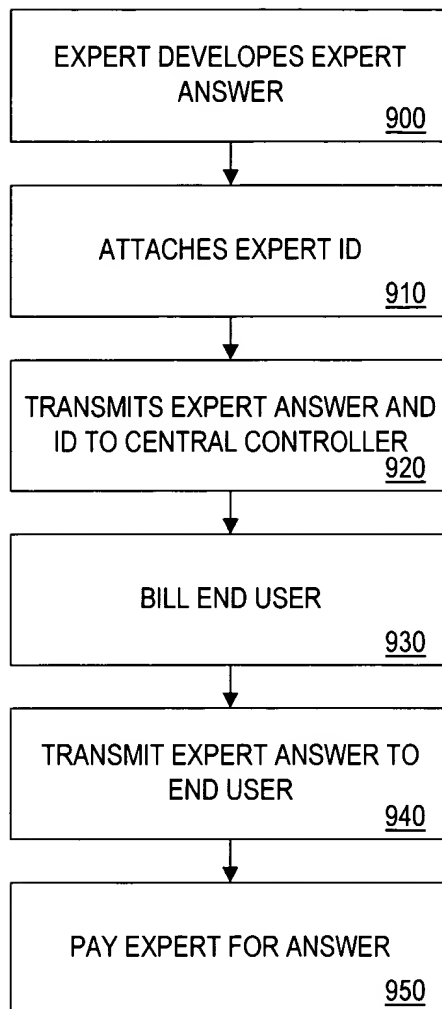 EXPERT DEVELOPES EXPERT
ANSWER
900
ATTACHES EXPERT ID
910
TRANSMITS EXPERT ANSWER AND
ID TO CENTRAL CONTROLLER
920
BILL END USER
930
TRANSMIT EXPERT ANSWER TO
END USER
940
PAY EXPERT FOR ANSWER
950